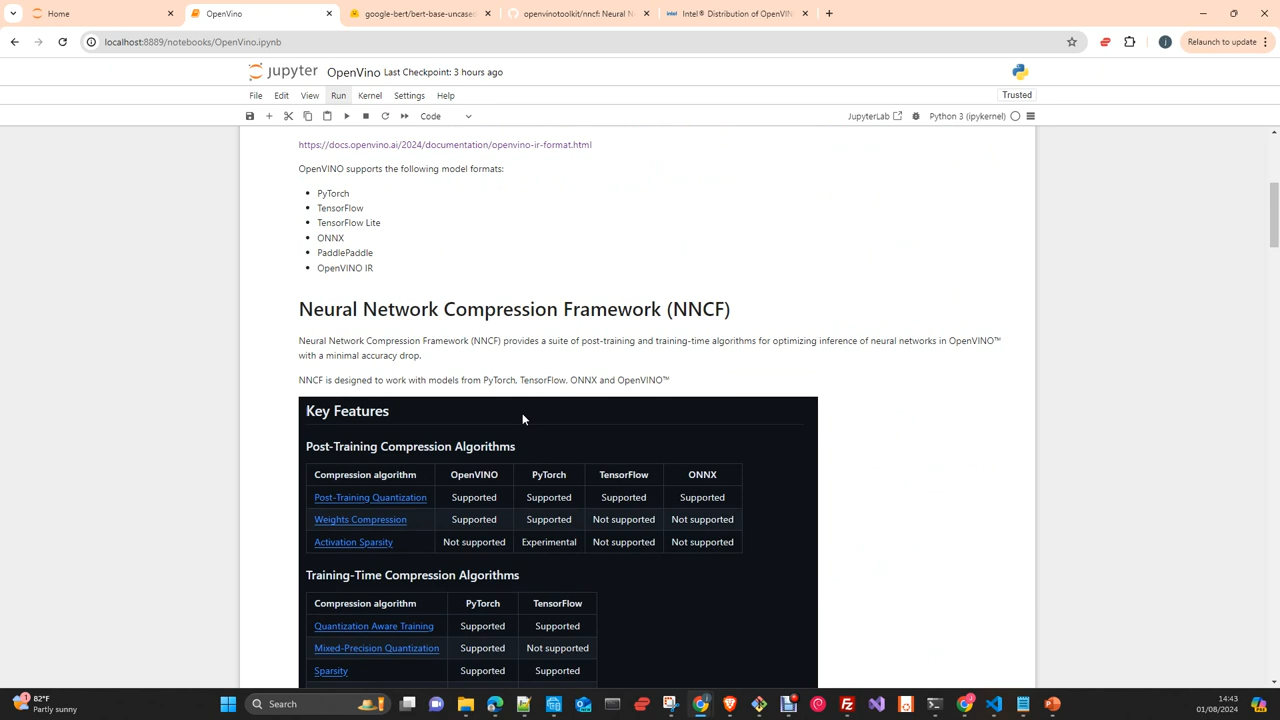 Home
OpenVino
google-bert/bert-base-uncased
openvinotoolkit/nncf: Neural N
Intel® Distribution of OpenVIN
localhost:8889/notebooks/OpenVino.ipynb
Relaunch to update
jupyter OpenVino Last Checkpoint: 3 hours ago
File Edit View Run Kernel Settings Help
Trusted
Code
JupyterLab
Python 3 (ipykernel)
https://docs.openvino.ai/2024/documentation/openvino-ir-format.html
OpenVINO supports the following model formats:
PyTorch
TensorFlow
TensorFlow Lite
ONNX
PaddlePaddle
OpenVINO IR
Neural Network Compression Framework (NNCF)
Neural Network Compression Framework (NNCF) provides a suite of post-training and training-time algorithms for optimizing inference of neural networks in OpenVINO™
with a minimal accuracy drop.
NNCF is designed to work with models from PyTorch, TensorFlow, ONNX and OpenVINO™
Key Features
Post-Training Compression Algorithms
Compression algorithm OpenVINO PyTorch TensorFlow ONNX
Post-Training Quantization Supported Supported Supported Supported
Weights Compression Supported Supported Not supported Not supported
Activation Sparsity Not supported Experimental Not supported Not supported
Training-Time Compression Algorithms
Compression algorithm PyTorch TensorFlow
Quantization Aware Training Supported Supported
Mixed-Precision Quantization Supported Not supported
Sparsity Supported Supported
82°F
Partly sunny
Search
14:43
01/08/2024